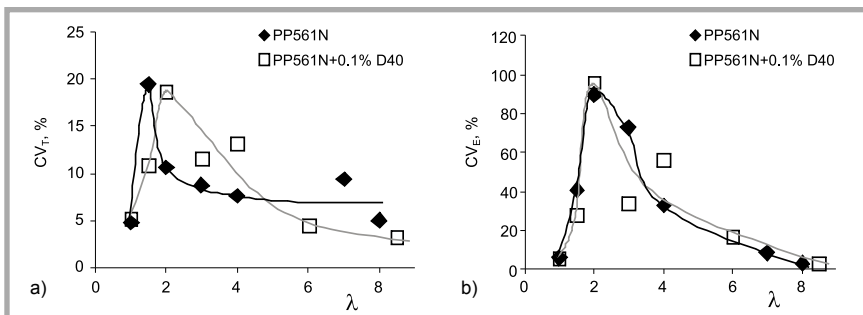 25
20
15
10
5
0
CV_T, %
0 2 4 6 8
λ
a)
◆ PP561N
□ PP561N+0.1% D40
120
100
80
60
40
20
0
CV_E, %
0 2 4 6 8
λ
b)
◆ PP561N
□ PP561N+0.1% D40